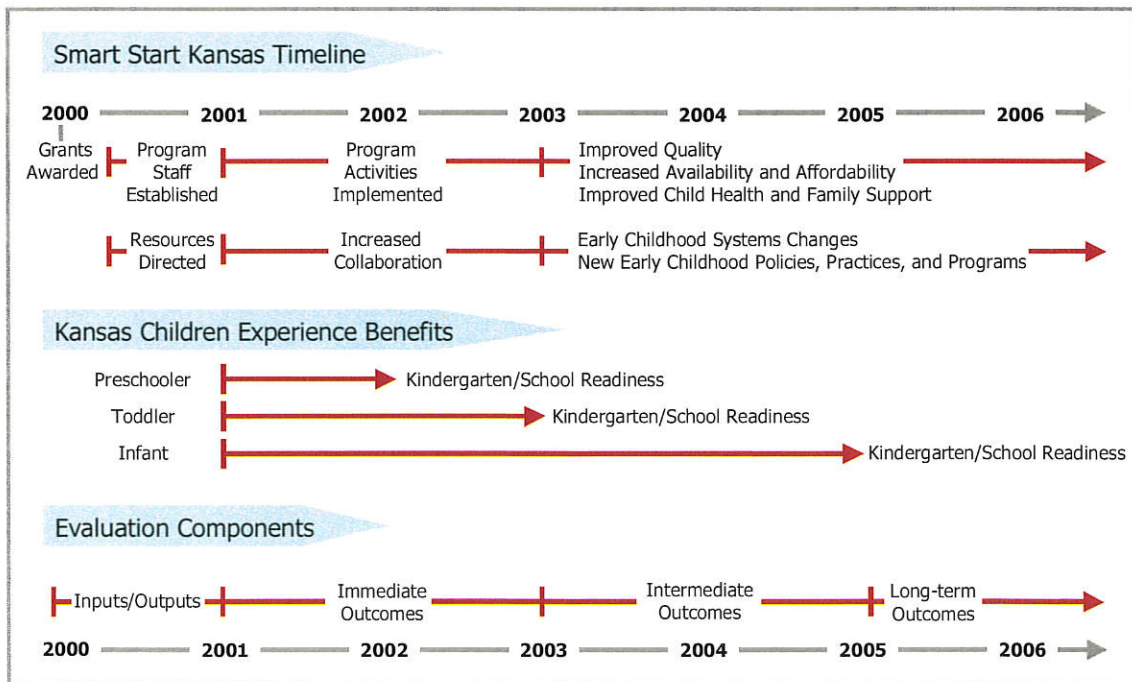 Smart Start Kansas Timeline
2000 2001 2002 2003 2004 2005 2006
Grants
Awarded
Program
Staff
Established
Program
Activities
Implemented
Improved Quality
Increased Availability and Affordability
Improved Child Health and Family Support
Resources
Directed
Increased
Collaboration
Early Childhood Systems Changes
New Early Childhood Policies, Practices, and Programs
Kansas Children Experience Benefits
Preschooler
Kindergarten/School Readiness
Toddler
Kindergarten/School Readiness
Infant
Kindergarten/School Readiness
Evaluation Components
Inputs/Outputs
Immediate
Outcomes
Intermediate
Outcomes
Long-term
Outcomes
2000 2001 2002 2003 2004 2005 2006